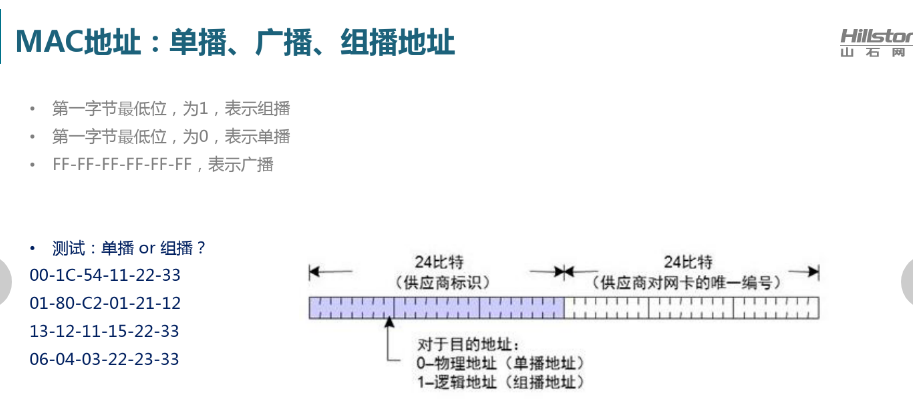 MAC地址：单播、广播、组播地址
Hillstor
山石网
• 第一字节最低位，为1，表示组播
• 第一字节最低位，为0，表示单播
• FF-FF-FF-FF-FF-FF，表示广播
• 测试：单播 or 组播？
00-1C-54-11-22-33
01-80-C2-01-21-12
13-12-11-15-22-33
06-04-03-22-23-33
24比特
（供应商标识）
24比特
（供应商对网卡的唯一编号）
对于目的地址：
0–物理地址（单播地址）
1–逻辑地址（组播地址）